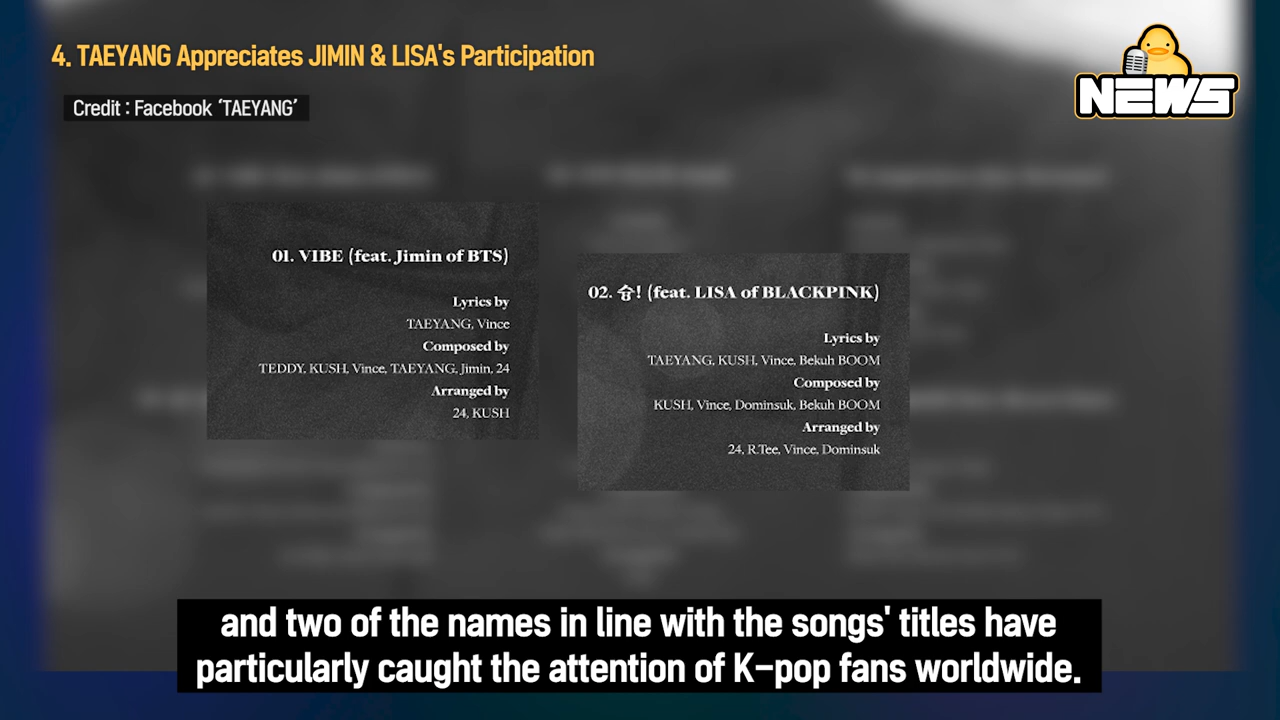 4. TAEYANG Appreciates JIMIN & LISA's Participation
NEWS
Credit : Facebook ‘TAEYANG’
01. VIBE (feat. Jimin of BTS)
Lyrics by
TAEYANG, Vince
Composed by
TEDDY, KUSH, Vince, TAEYANG, Jimin, 24
Arranged by
24, KUSH
02. 슝! (feat. LISA of BLACKPINK)
Lyrics by
TAEYANG, KUSH, Vince, Bekuh BOOM
Composed by
KUSH, Vince, Dominsuk, Bekuh BOOM
Arranged by
24, R.Tee, Vince, Dominsuk
and two of the names in line with the songs' titles have
particularly caught the attention of K-pop fans worldwide.